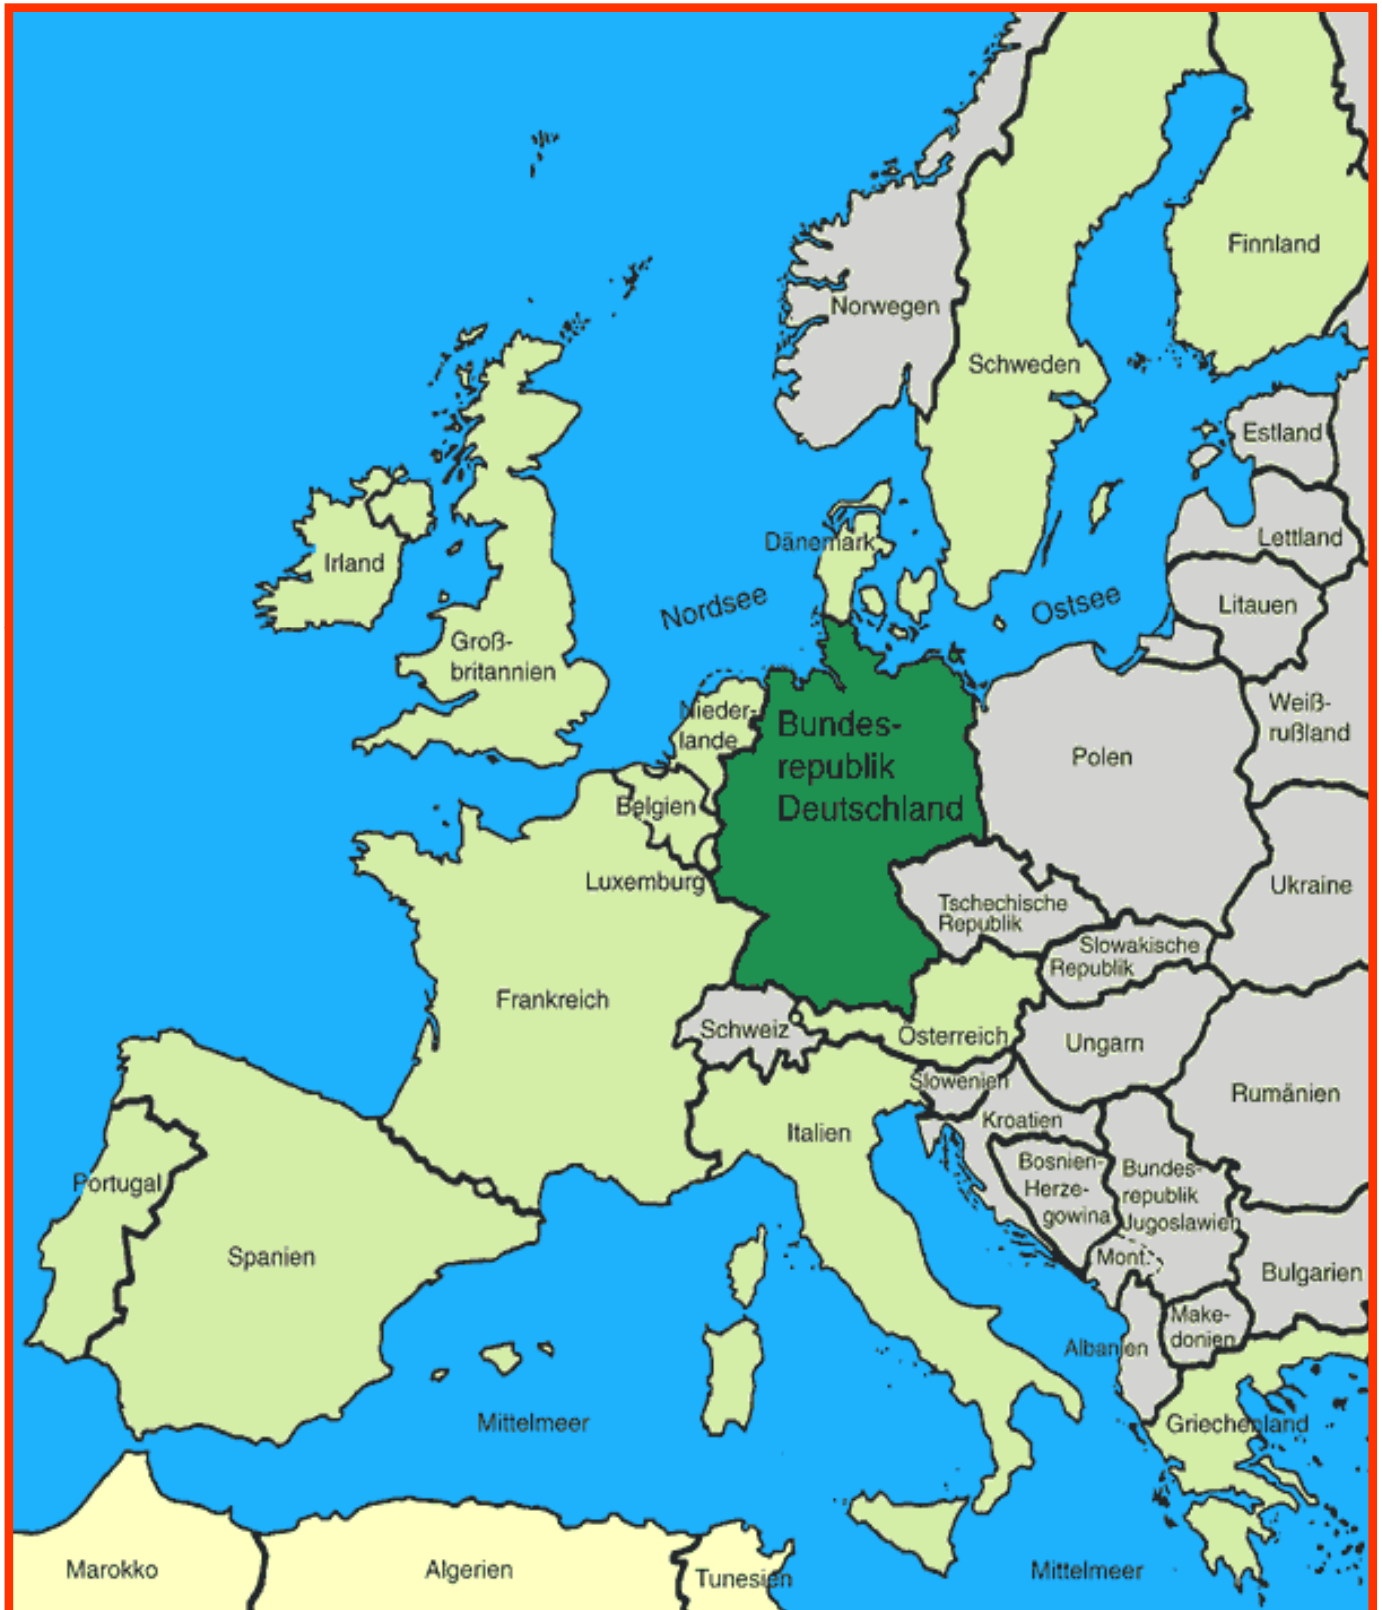 Finnland
Norwegen
Schweden
Estland
Lettland
Dänemark
Irland
Nordsee
Ostsee
Litauen
Groß-
britannien
Nieder-
lande
Bundes-
republik
Deutschland
Weiß-
rußland
Polen
Belgien
Luxemburg
Ukraine
Tschechische
Republik
Slowakische
Republik
Frankreich
Schweiz
Österreich
Ungarn
Slowenien
Rumänien
Kroatien
Italien
Bosnien-
Herze-
gowina
Bundes-
republik
Jugoslawien
Portugal
Spanien
Mont.
Bulgarien
Make-
donien
Albanien
Mittelmeer
Griechenland
Marokko
Algerien
Tunesien
Mittelmeer